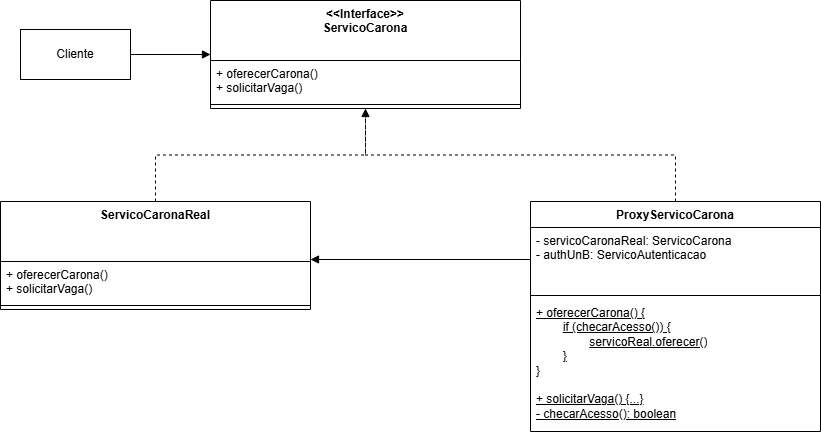 <<Interface>>
ServicoCarona
Cliente
+ oferecerCarona()
+ solicitarVaga()
ServicoCaronaReal
+ oferecerCarona()
+ solicitarVaga()
ProxyServicoCarona
- servicoCaronaReal: ServicoCarona
- authUnB: ServicoAutenticacao
+ oferecerCarona() {
if (checarAcesso()) {
servicoReal.oferecer()
}
}
+ solicitarVaga() {...}
- checarAcesso(): boolean